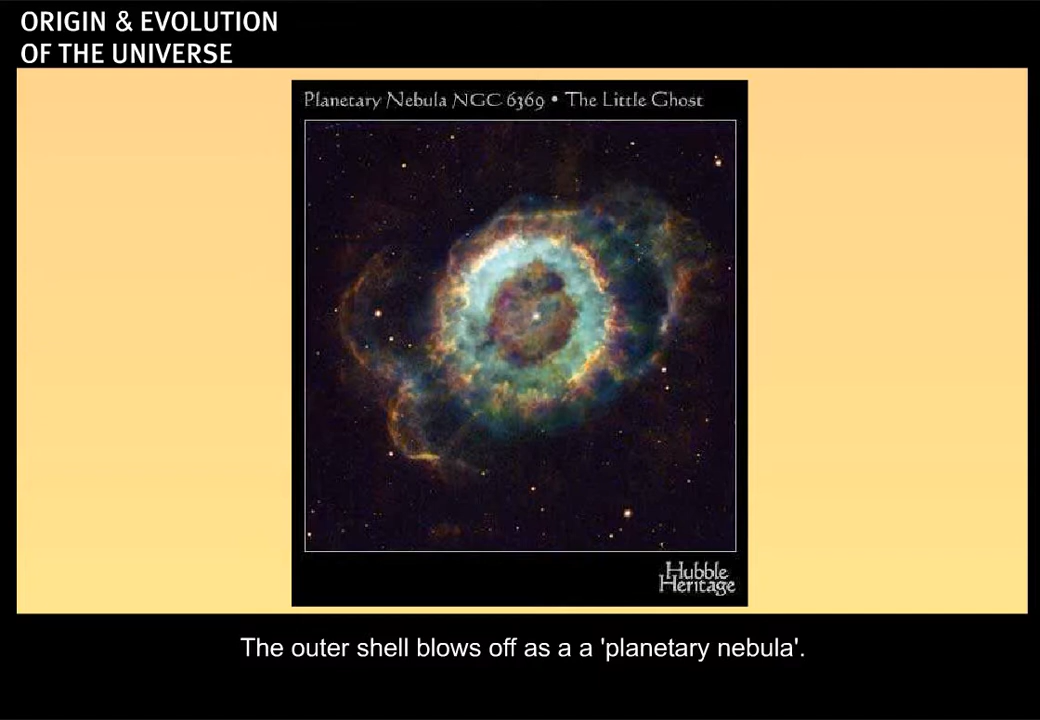 ORIGIN & EVOLUTION
OF THE UNIVERSE
Planetary Nebula NGC 6369 • The Little Ghost
Hubble
Heritage
The outer shell blows off as a a 'planetary nebula'.